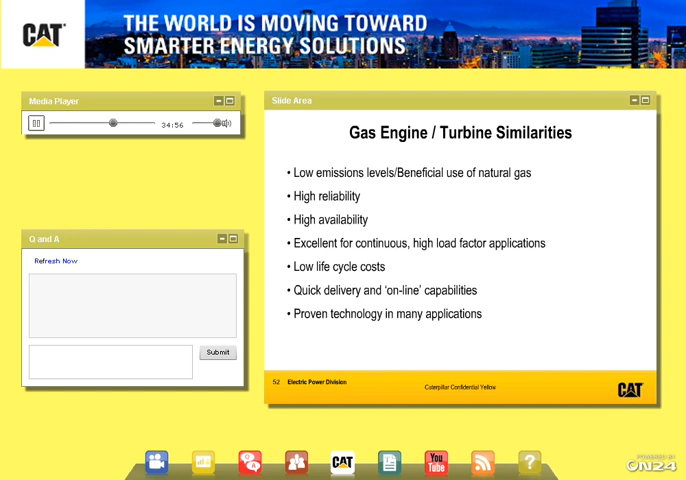 CAT
THE WORLD IS MOVING TOWARD
SMARTER ENERGY SOLUTIONS.
Media Player
34:56
Q and A
Refresh Now
Submit
Slide Area
Gas Engine / Turbine Similarities
• Low emissions levels/Beneficial use of natural gas
• High reliability
• High availability
• Excellent for continuous, high load factor applications
• Low life cycle costs
• Quick delivery and ‘on-line’ capabilities
• Proven technology in many applications
52 Electric Power Division
Caterpillar Confidential Yellow
CAT
Q
A
CAT
You
Tube
?
POWERED BY
ON24